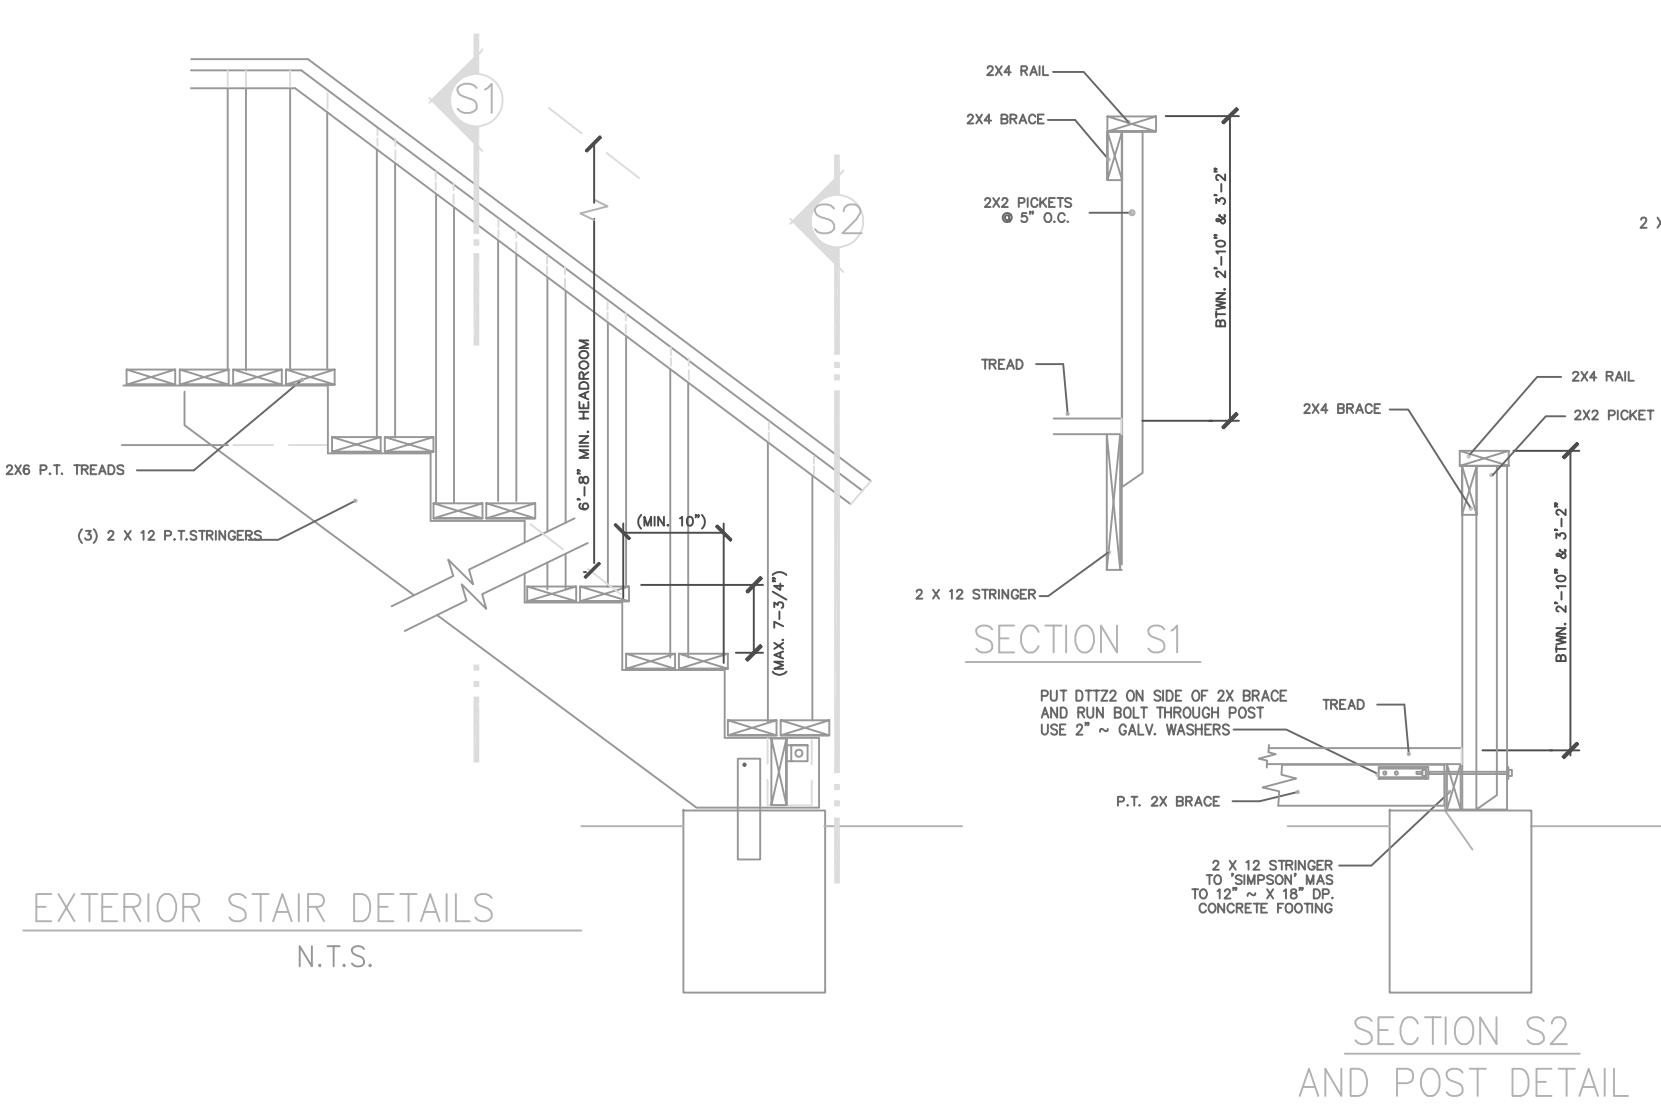 S1
S2
6'-8" MIN. HEADROOM
2X6 P.T. TREADS
(3) 2 X 12 P.T.STRINGERS
(MIN. 10")
(MAX. 7-3/4")
EXTERIOR STAIR DETAILS
N.T.S.
2X4 RAIL
2X4 BRACE
2X2 PICKETS
@ 5" O.C.
BTWN. 2'-10" & 3'-2"
TREAD
2 X 12 STRINGER
SECTION S1
2 X
2X4 RAIL
2X4 BRACE
2X2 PICKET
BTWN. 2'-10" & 3'-2"
PUT DTTZ2 ON SIDE OF 2X BRACE
AND RUN BOLT THROUGH POST
USE 2" ~ GALV. WASHERS
TREAD
P.T. 2X BRACE
2 X 12 STRINGER
TO 'SIMPSON' MAS
TO 12" ~ X 18" DP.
CONCRETE FOOTING
SECTION S2
AND POST DETAIL